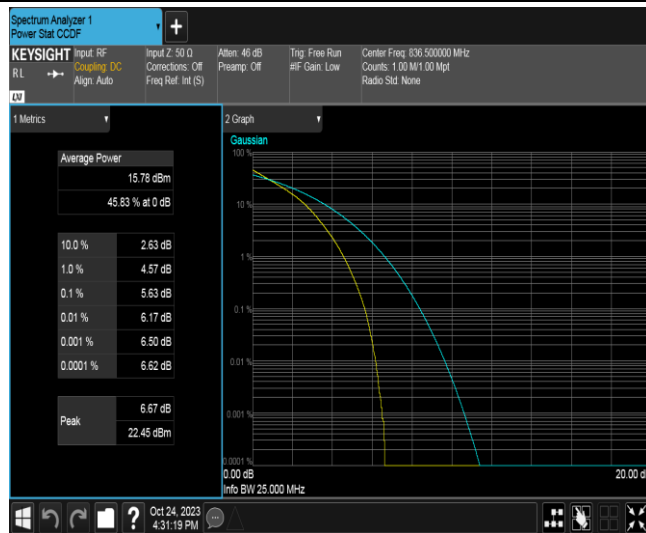 Spectrum Analyzer 1
Power Stat CCDF
+
KEYSIGHT
RL
Input: RF
Coupling: DC
Align: Auto
Input Z: 50 Ω
Corrections: Off
Freq Ref: Int (S)
Atten: 46 dB
Preamp: Off
Trig: Free Run
#IF Gain: Low
Center Freq: 836.500000 MHz
Counts: 1.00 M/1.00 Mpt
Radio Std: None
LXI
1 Metrics
Average Power
15.78 dBm
45.83 % at 0 dB
10.0 % 2.63 dB
1.0 % 4.57 dB
0.1 % 5.63 dB
0.01 % 6.17 dB
0.001 % 6.50 dB
0.0001 % 6.62 dB
Peak
6.67 dB
22.45 dBm
2 Graph
Gaussian
100 %
10 %
1 %
0.1 %
0.01 %
0.001 %
0.0001 %
0.00 dB
20.00 d
Info BW 25.000 MHz
?
Oct 24, 2023
4:31:19 PM